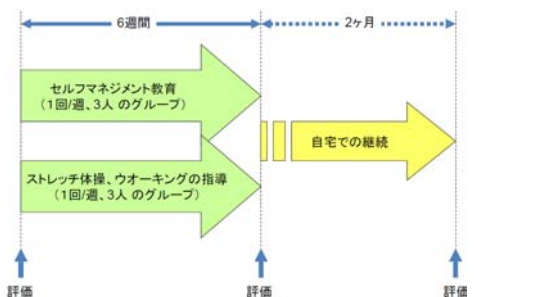 6週間
2ヶ月
セルフマネジメント教育
（1回/週、3人 のグループ）
自宅での継続
ストレッチ体操、ウオーキングの指導
（1回/週、3人 のグループ）
評価
評価
評価